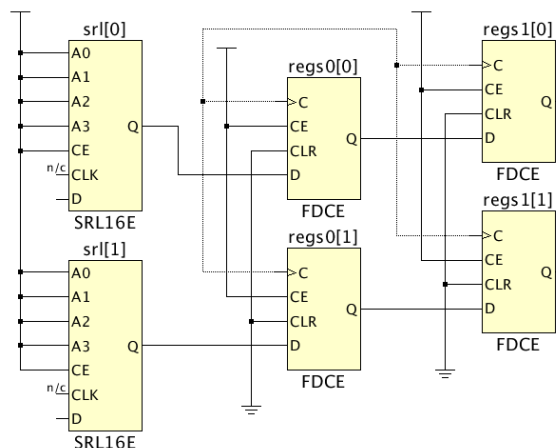 srl[0]
A0
A1
A2
A3
Q
CE
n/c
CLK
D
SRL16E
srl[1]
A0
A1
A2
A3
Q
CE
n/c
CLK
D
SRL16E
regs0[0]
C
CE
Q
CLR
D
FDCE
regs0[1]
C
CE
Q
CLR
D
FDCE
regs1[0]
C
CE
Q
CLR
D
FDCE
regs1[1]
C
CE
Q
CLR
D
FDCE